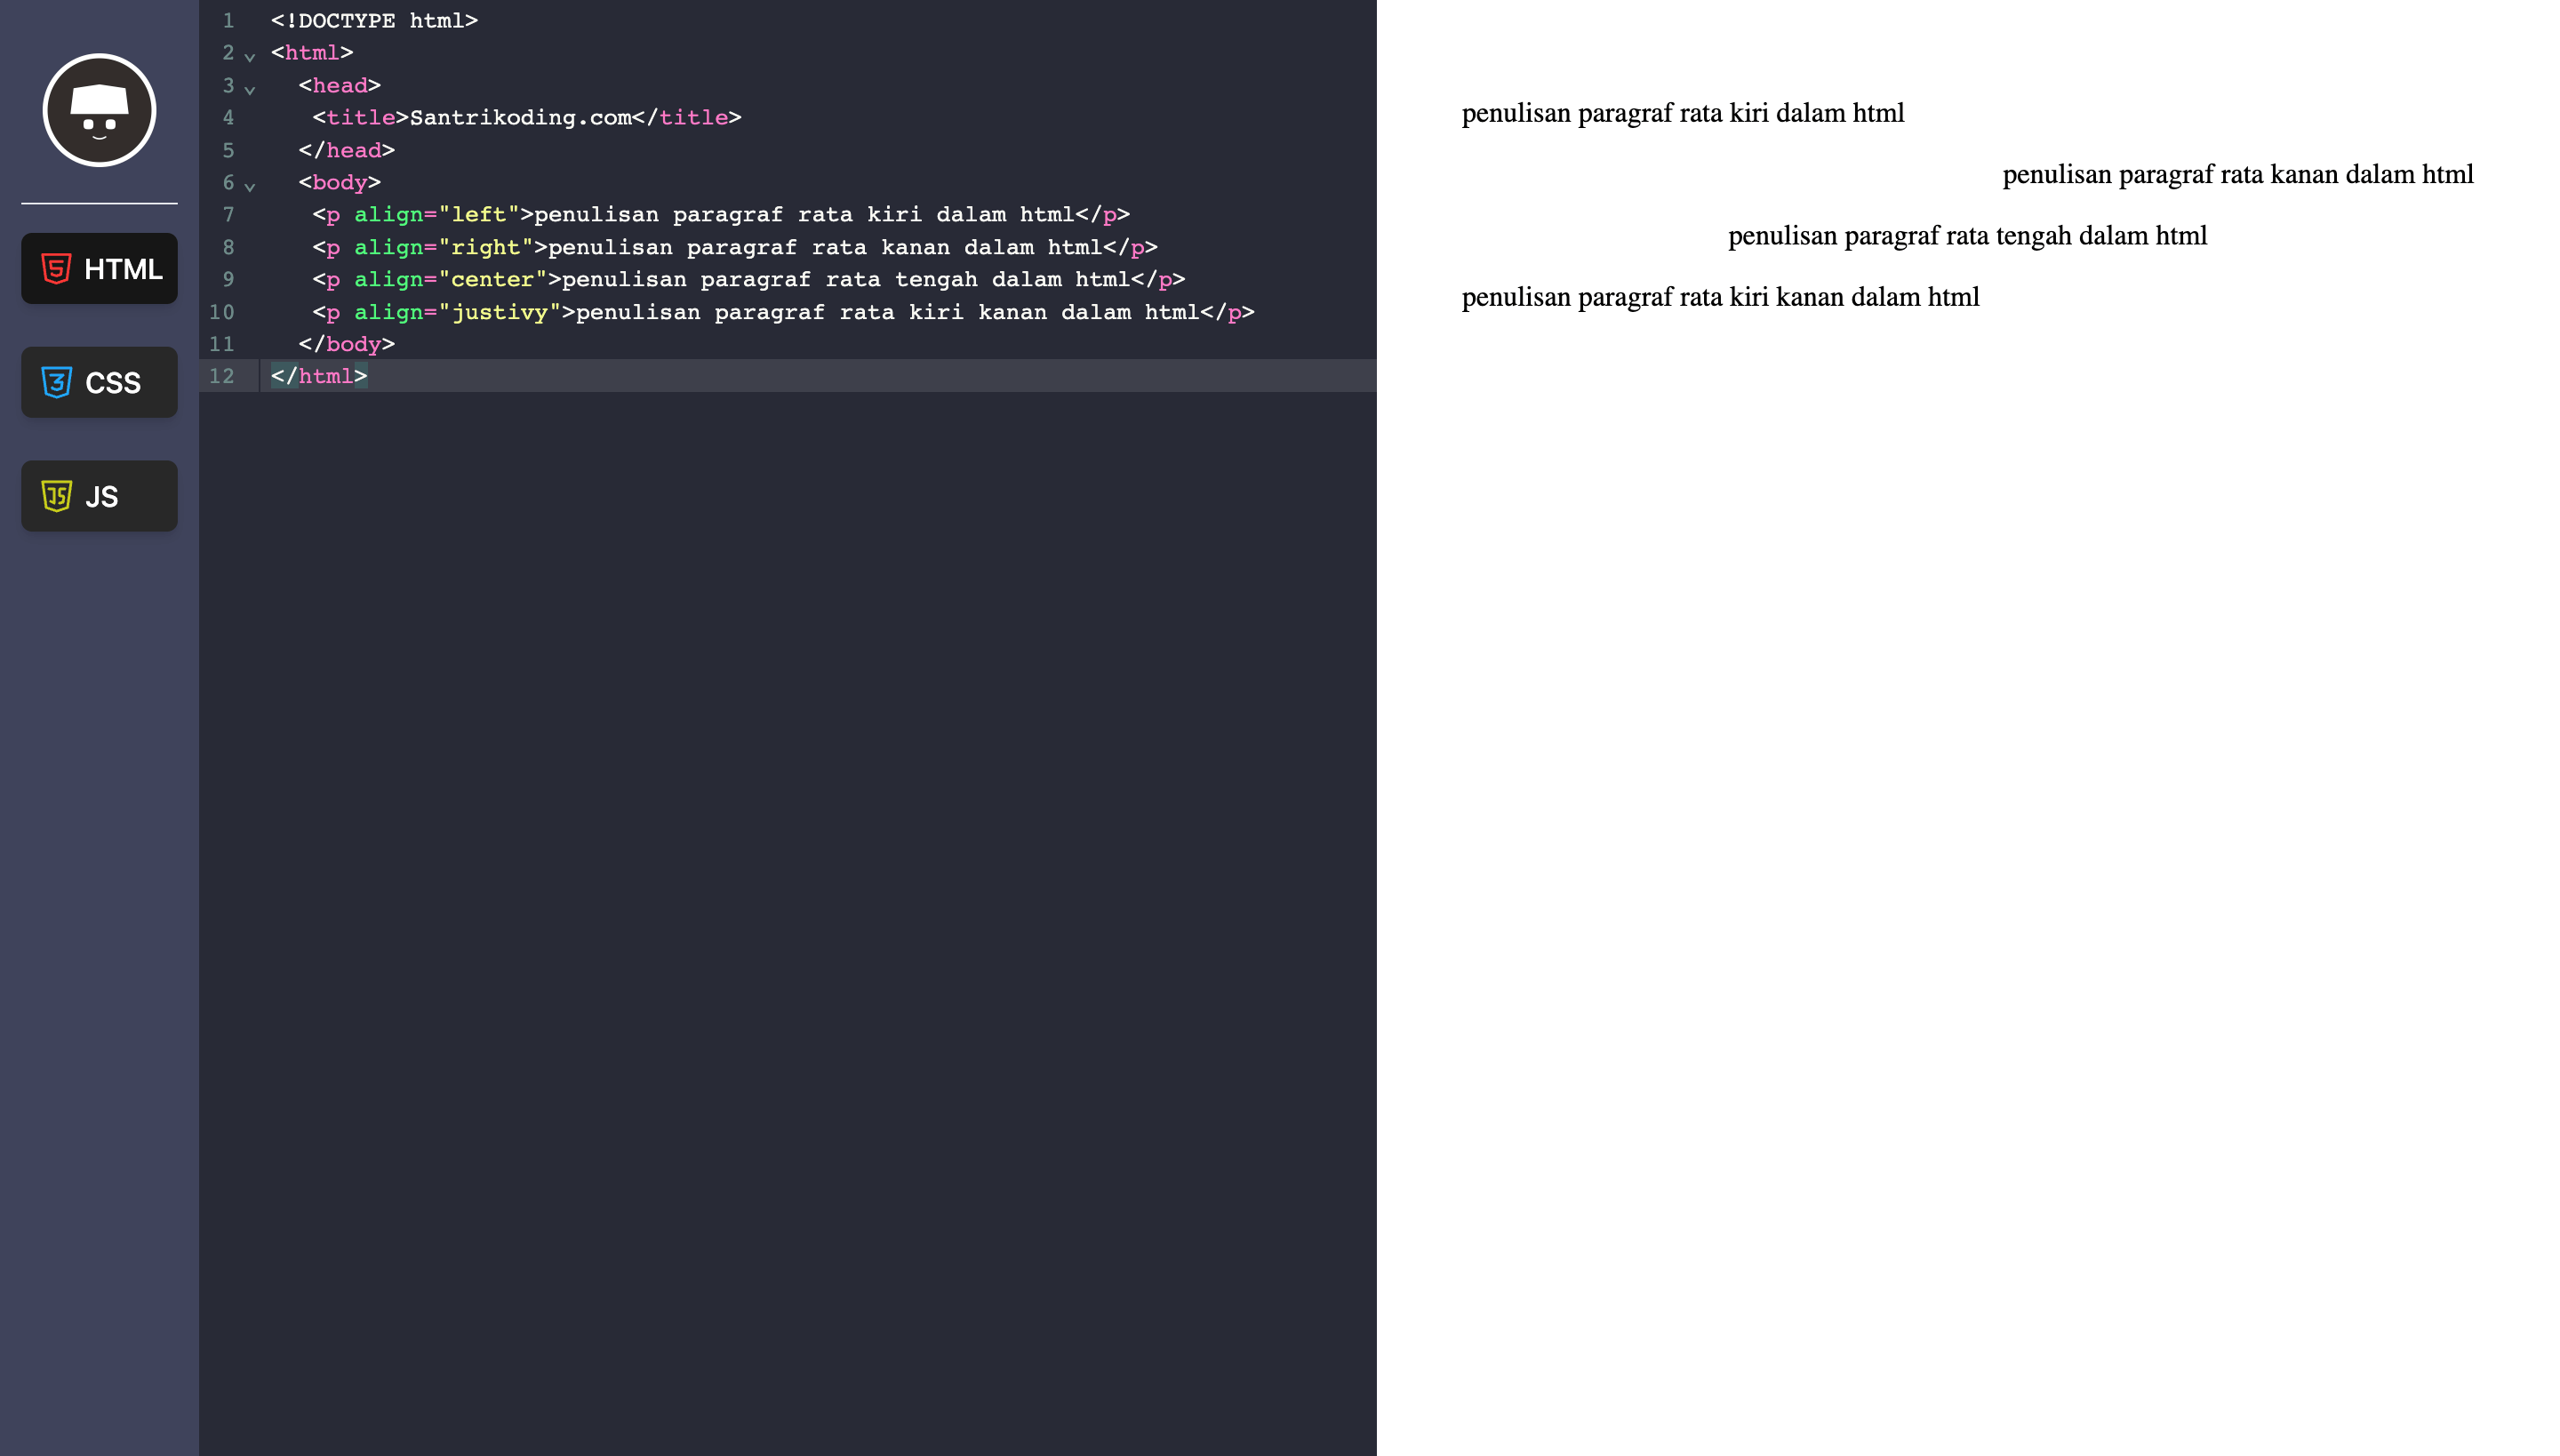 HTML
CSS
JS
1 <!DOCTYPE html>
2 <html>
3 <head>
4 <title>Santrikoding.com</title>
5 </head>
6 <body>
7 <p align="left">penulisan paragraf rata kiri dalam html</p>
8 <p align="right">penulisan paragraf rata kanan dalam html</p>
9 <p align="center">penulisan paragraf rata tengah dalam html</p>
10 <p align="justivy">penulisan paragraf rata kiri kanan dalam html</p>
11 </body>
12 </html>
penulisan paragraf rata kiri dalam html
penulisan paragraf rata kanan dalam html
penulisan paragraf rata tengah dalam html
penulisan paragraf rata kiri kanan dalam html